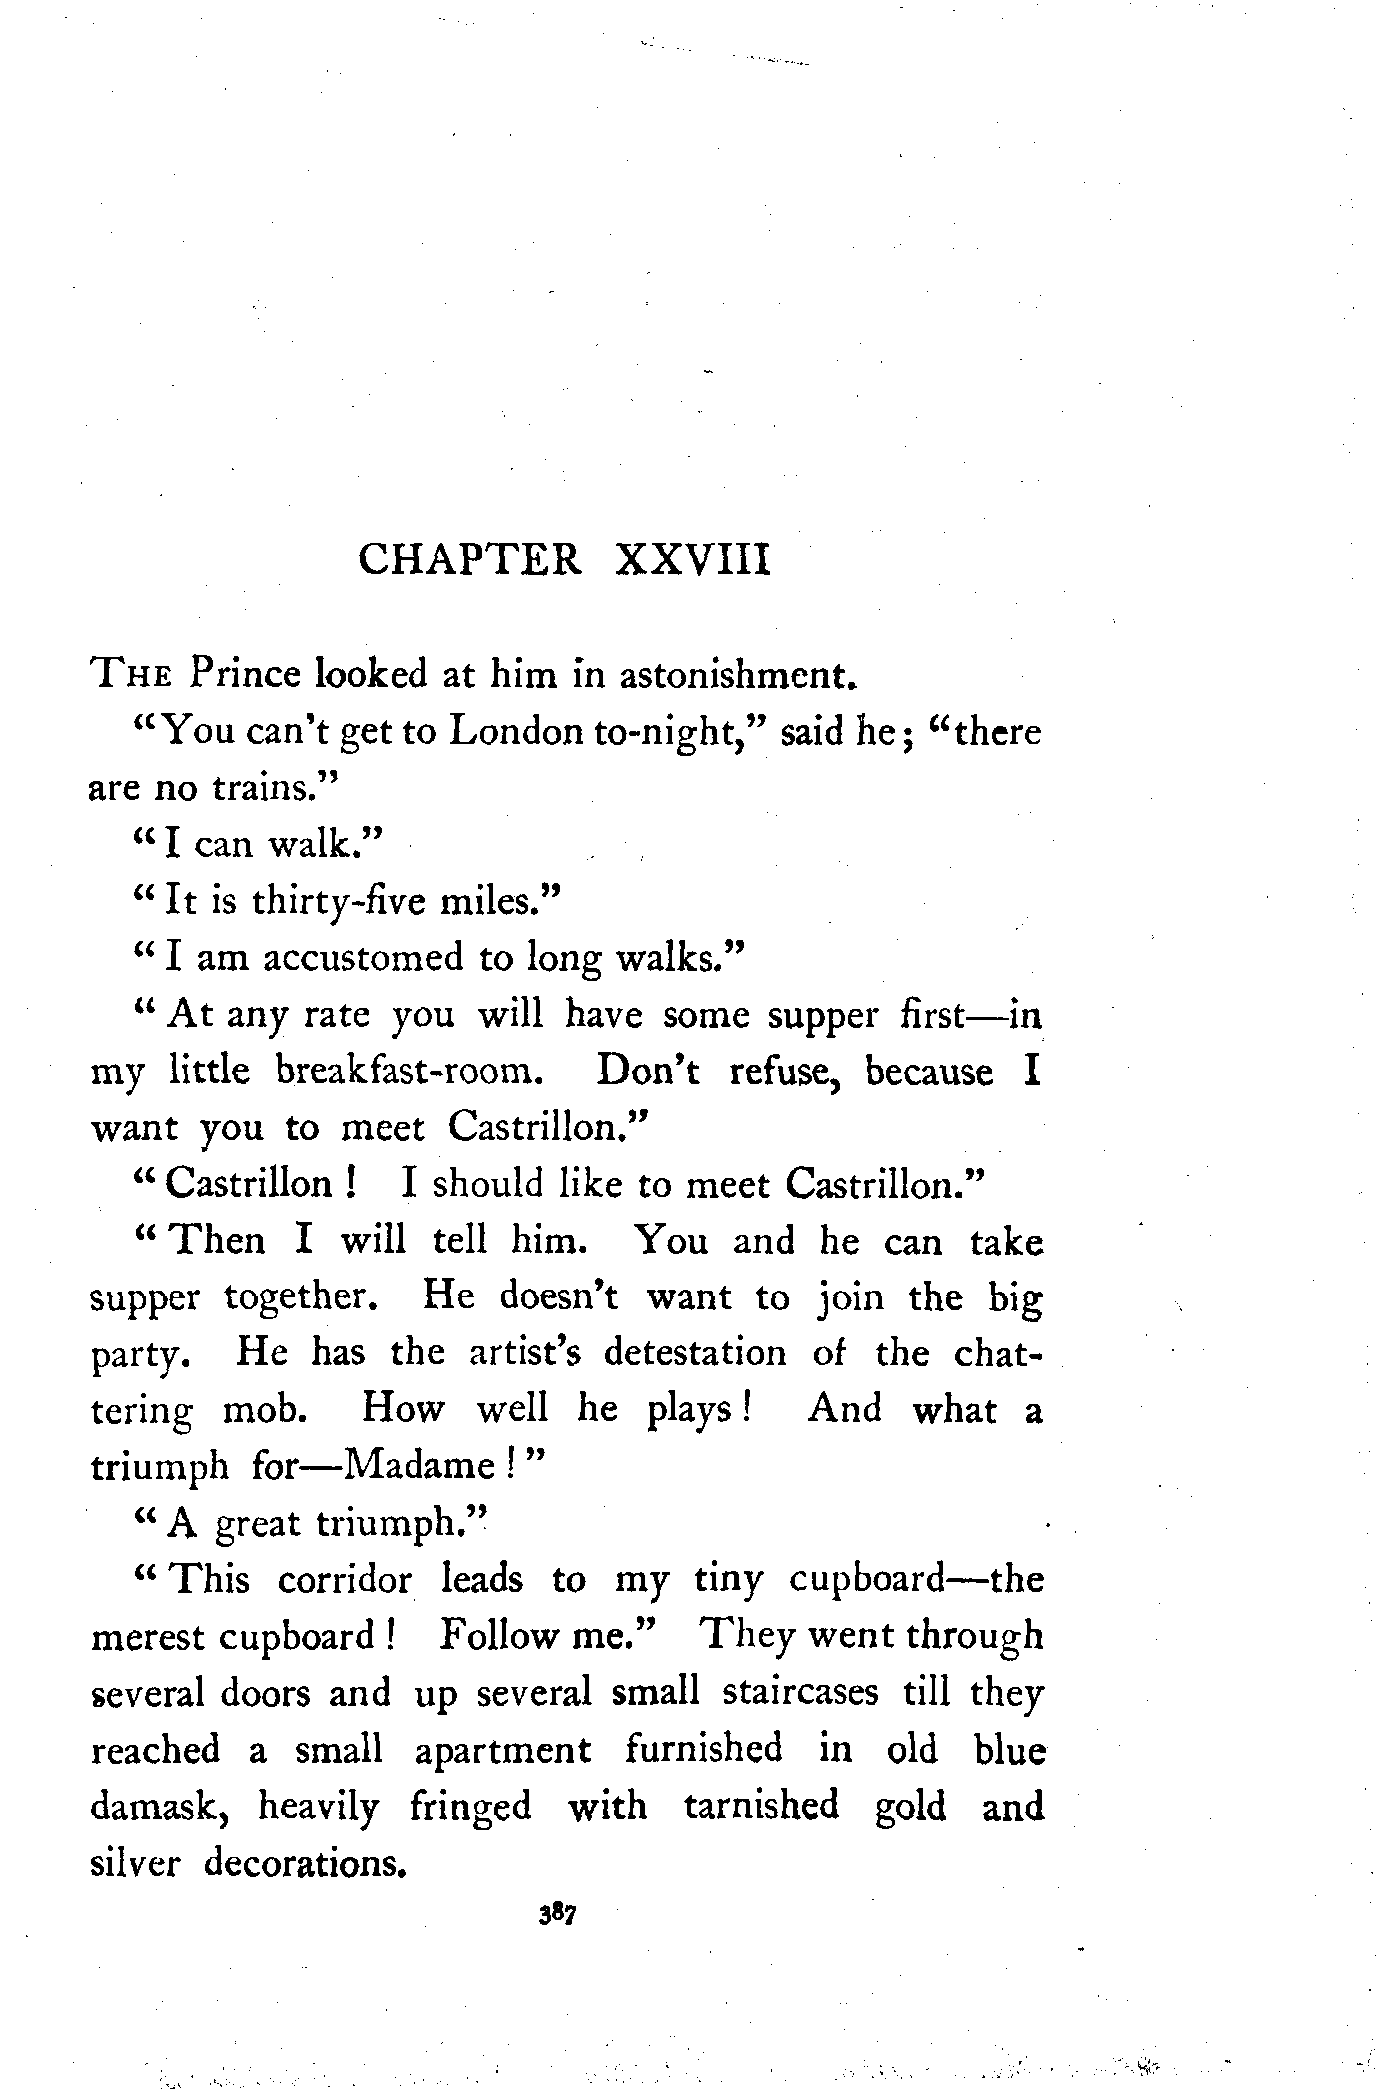 CHAPTER XXVIII
THE Prince looked at him in astonishment.
“You can’t get to London to-night,” said he; “there
are no trains.”
“I can walk.”
“It is thirty-five miles.”
“I am accustomed to long walks.”
“At any rate you will have some supper first—in
my little breakfast-room. Don’t refuse, because I
want you to meet Castrillon.”
“Castrillon! I should like to meet Castrillon.”
“Then I will tell him. You and he can take
supper together. He doesn’t want to join the big
party. He has the artist’s detestation of the chat-
tering mob. How well he plays! And what a
triumph for—Madame!”
“A great triumph.”
“This corridor leads to my tiny cupboard—the
merest cupboard! Follow me.” They went through
several doors and up several small staircases till they
reached a small apartment furnished in old blue
damask, heavily fringed with tarnished gold and
silver decorations.
387